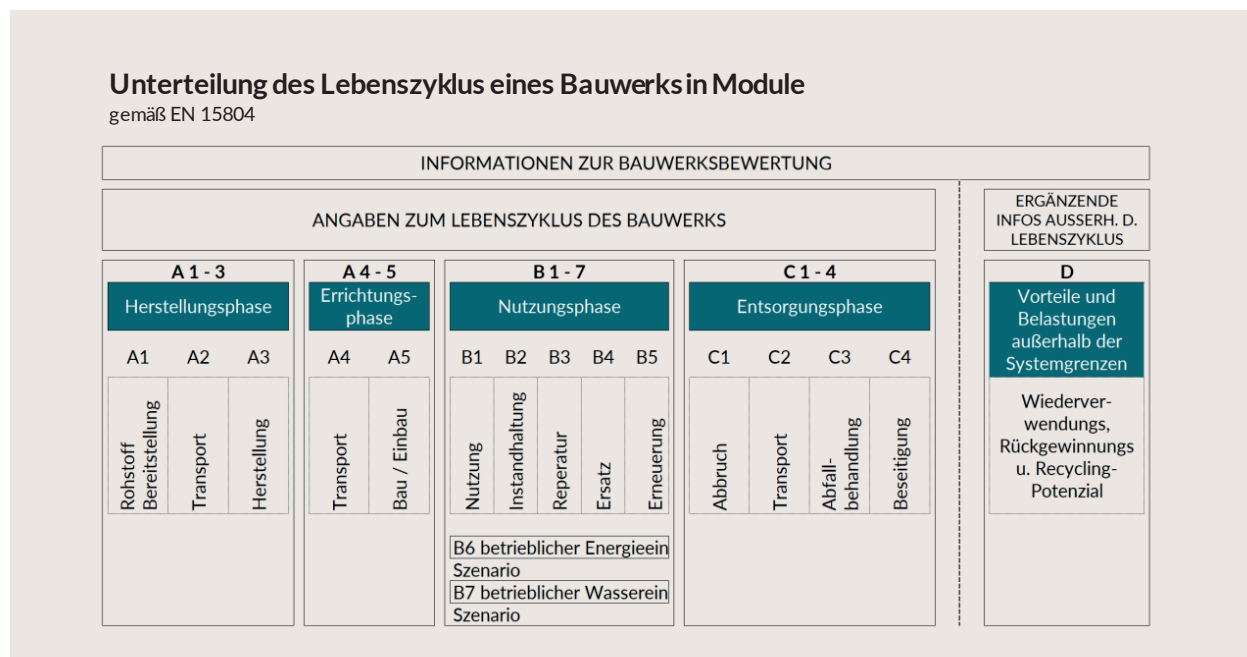 Unterteilung des Lebenszyklus eines Bauwerks in Module
gemäß EN 15804
INFORMATIONEN ZUR BAUWERKSBEWERTUNG
ANGABEN ZUM LEBENSZYKLUS DES BAUWERKS
ERGÄNZENDE
INFOS AUSSERH. D.
LEBENSZYKLUS
A 1 - 3
Herstellungsphase
A1 A2 A3
Rohstoff
Bereitstellung
Transport
Herstellung
A 4 - 5
Errichtungs-
phase
A4 A5
Transport
Bau / Einbau
B 1 - 7
Nutzungsphase
B1 B2 B3 B4 B5
Nutzung
Instandhaltung
Reperatur
Ersatz
Erneuerung
B6 betrieblicher Energieein
Szenario
B7 betrieblicher Wasserein
Szenario
C 1 - 4
Entsorgungsphase
C1 C2 C3 C4
Abbruch
Transport
Abfall-
behandlung
Beseitigung
D
Vorteile und
Belastungen
außerhalb der
Systemgrenzen
Wiederver-
wendungs,
Rückgewinnungs
u. Recycling-
Potenzial